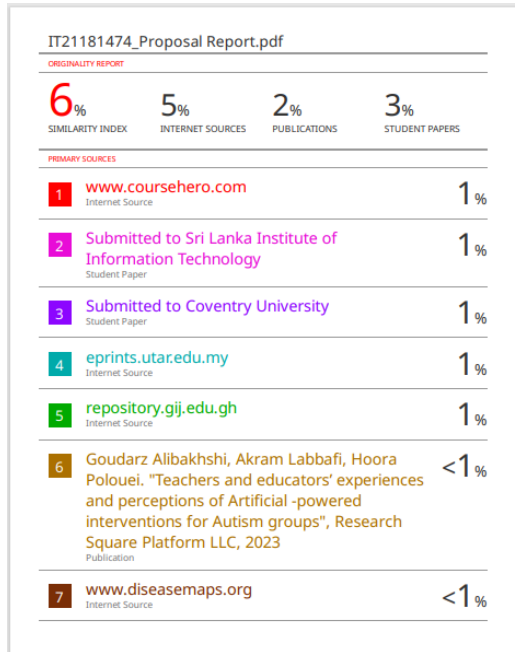 IT21181474_Proposal Report.pdf
ORIGINALITY REPORT
6% 5% 2% 3%
SIMILARITY INDEX INTERNET SOURCES PUBLICATIONS STUDENT PAPERS
PRIMARY SOURCES
1 www.coursehero.com 1%
Internet Source
2 Submitted to Sri Lanka Institute of 1%
Information Technology
Student Paper
3 Submitted to Coventry University 1%
Student Paper
4 eprints.utar.edu.my 1%
Internet Source
5 repository.gij.edu.gh 1%
Internet Source
6 Goudarz Alibakhshi, Akram Labbafi, Hoora <1%
Polouei. "Teachers and educators’ experiences
and perceptions of Artificial -powered
interventions for Autism groups", Research
Square Platform LLC, 2023
Publication
7 www.diseasemaps.org <1%
Internet Source